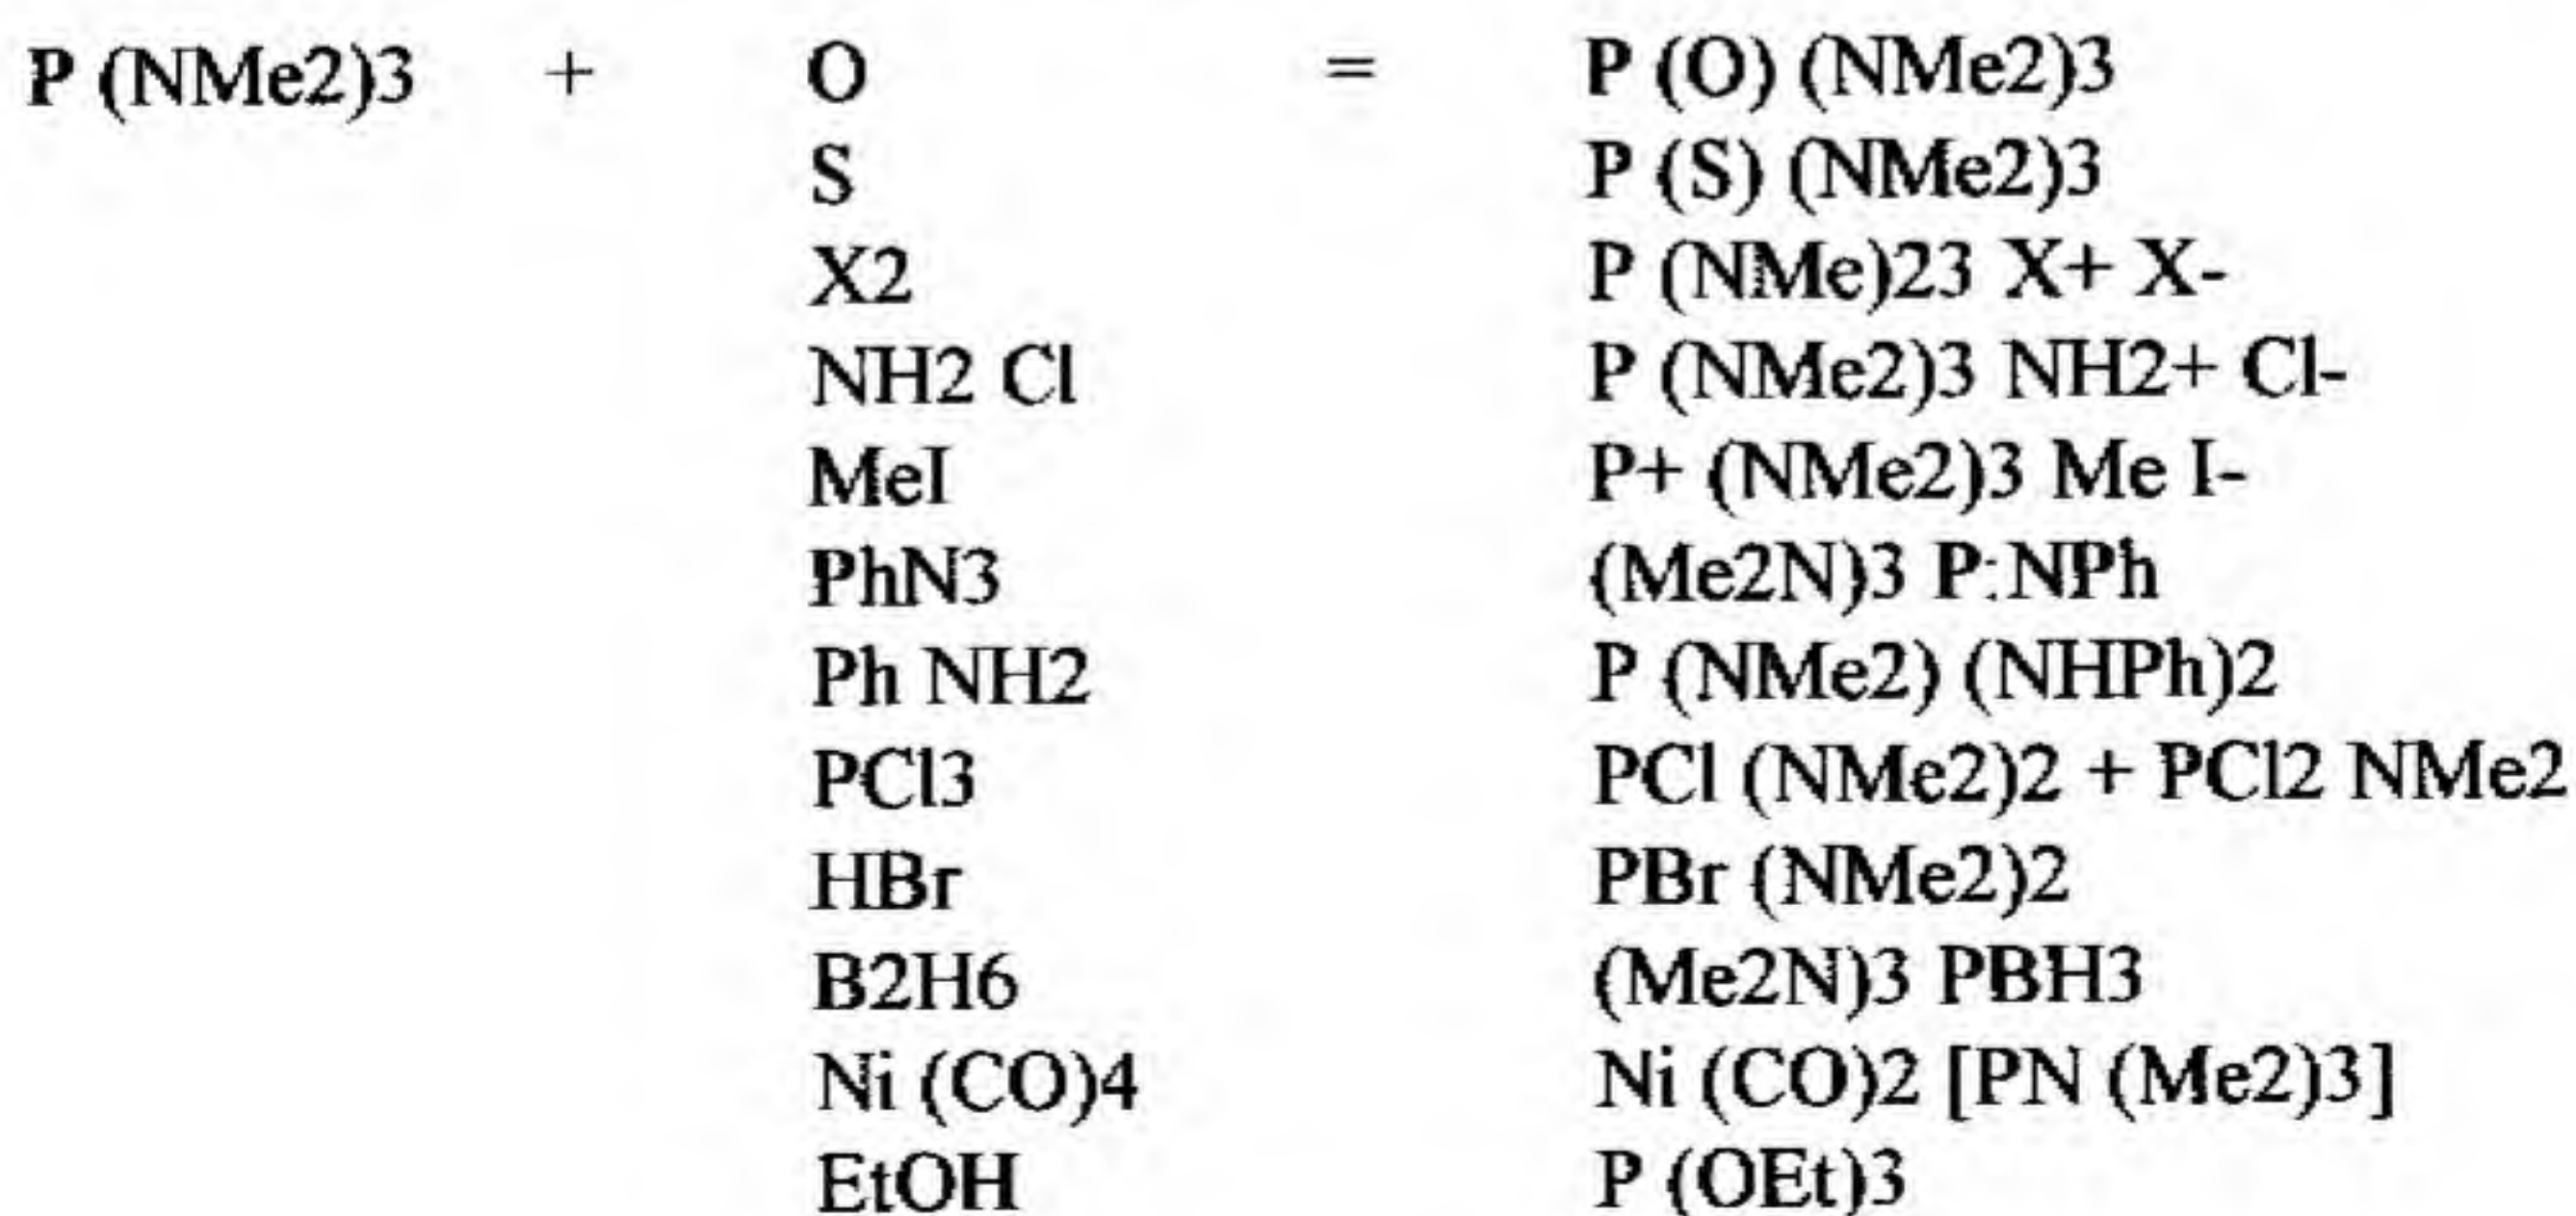 P (NMe2)3 + O = P (O) (NMe2)3
S P (S) (NMe2)3
X2 P (NMe)23 X+ X-
NH2 Cl P (NMe2)3 NH2+ Cl-
MeI P+ (NMe2)3 Me I-
PhN3 (Me2N)3 P:NPh
Ph NH2 P (NMe2) (NHPh)2
PCl3 PCl (NMe2)2 + PCl2 NMe2
HBr PBr (NMe2)2
B2H6 (Me2N)3 PBH3
Ni (CO)4 Ni (CO)2 [PN (Me2)3]
EtOH P (OEt)3